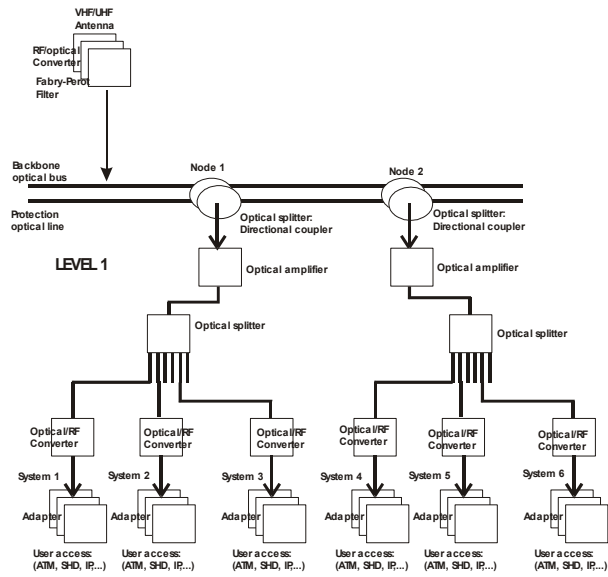 VHF/UHF
Antenna
RF/optical
Converter
Fabry-Perot
Filter
Backbone
optical bus
Node 1
Node 2
Protection
optical line
Optical splitter:
Directional coupler
Optical splitter:
Directional coupler
LEVEL 1
Optical amplifier
Optical amplifier
Optical splitter
Optical splitter
Optical/RF
Converter
Optical/RF
Converter
Optical/RF
Converter
Optical/RF
Converter
Optical/RF
Converter
Optical/RF
Converter
System 1
System 2
System 3
System 4
System 5
System 6
Adapter
Adapter
Adapter
Adapter
Adapter
Adapter
User access:
(ATM, SHD, IP,...)
User access:
(ATM, SHD, IP,...)
User access:
(ATM, SHD, IP,...)
User access:
(ATM, SHD, IP,...)
User access:
(ATM, SHD, IP,...)
User access:
(ATM, SHD, IP,...)